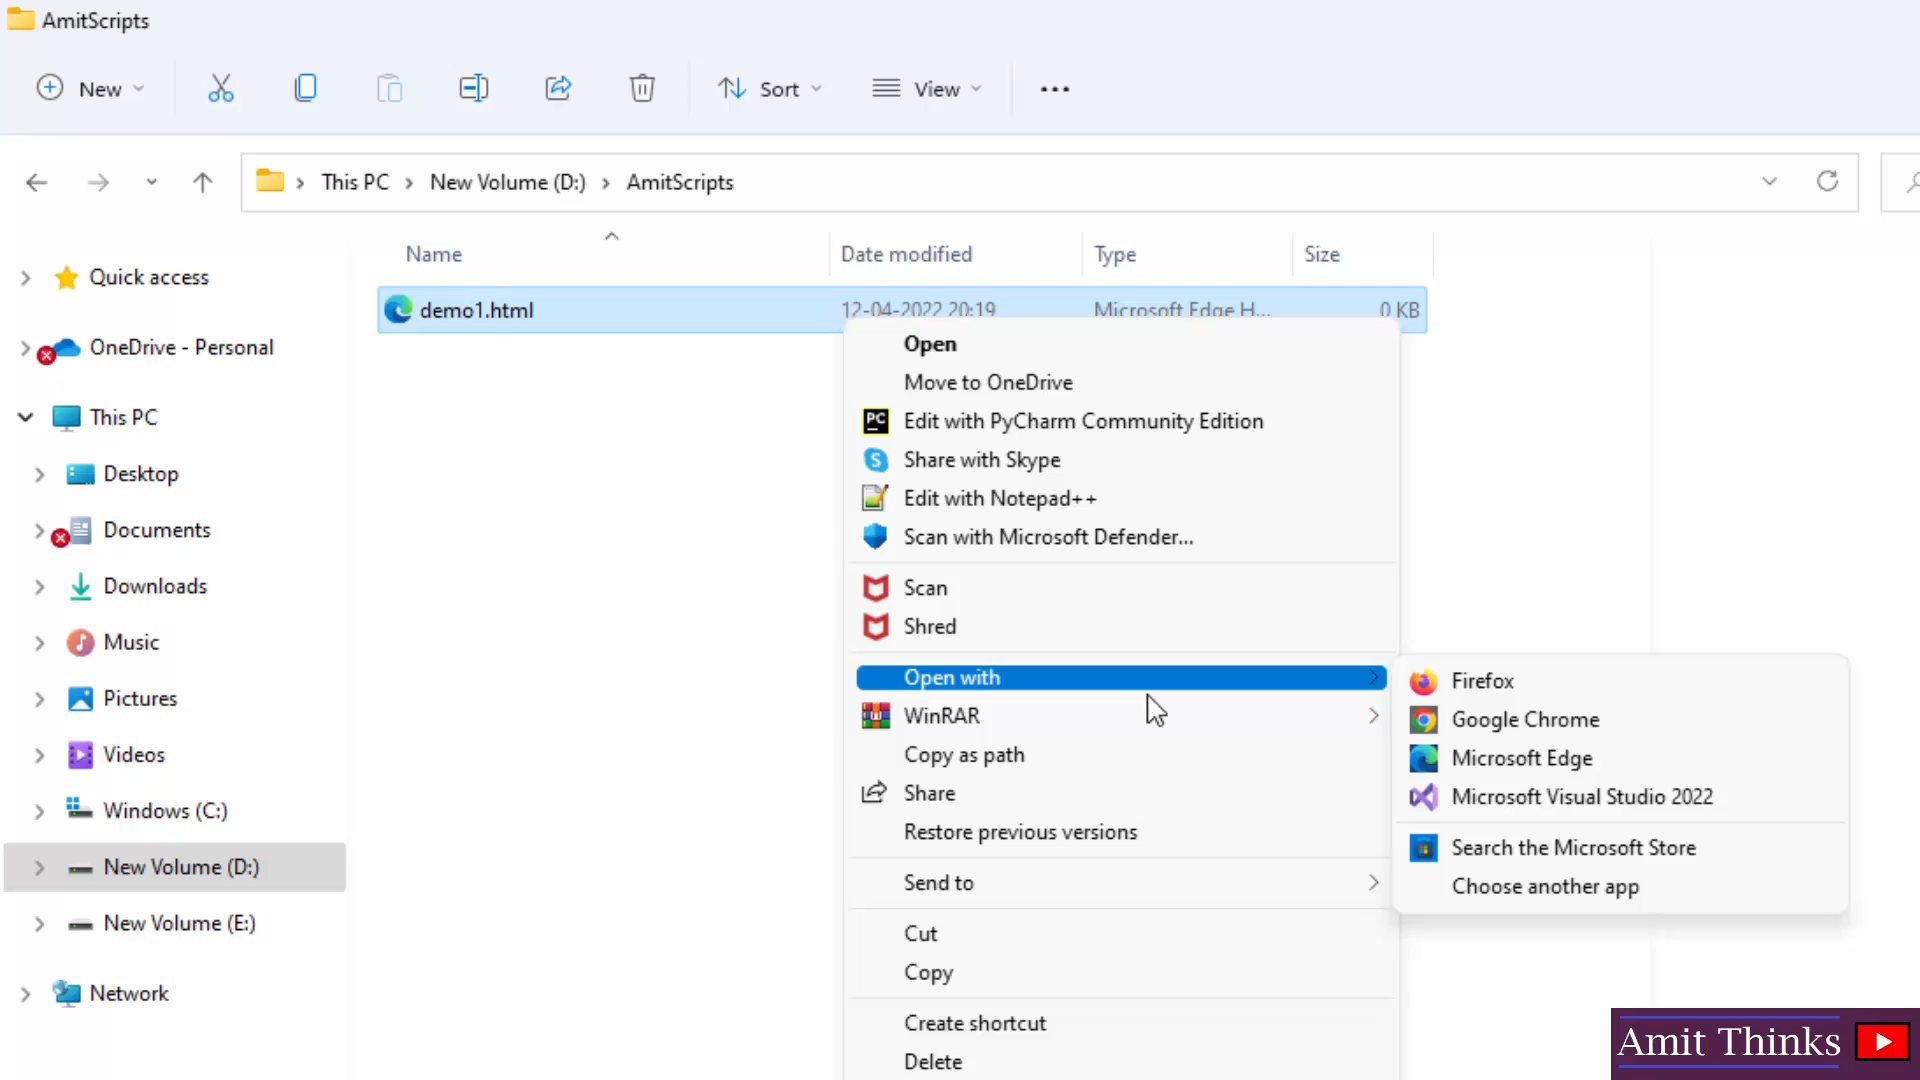 AmitScripts
New
Sort
View
This PC
New Volume (D:)
AmitScripts
Name
Date modified
Type
Size
Quick access
OneDrive - Personal
This PC
Desktop
Documents
Downloads
Music
Pictures
Videos
Windows (C:)
New Volume (D:)
New Volume (E:)
Network
demo1.html
12-04-2022 20:19
Microsoft Edge H...
0 KB
Open
Move to OneDrive
Edit with PyCharm Community Edition
Share with Skype
Edit with Notepad++
Scan with Microsoft Defender...
Scan
Shred
Open with
WinRAR
Copy as path
Share
Restore previous versions
Send to
Cut
Copy
Create shortcut
Delete
Firefox
Google Chrome
Microsoft Edge
Microsoft Visual Studio 2022
Search the Microsoft Store
Choose another app
Amit Thinks